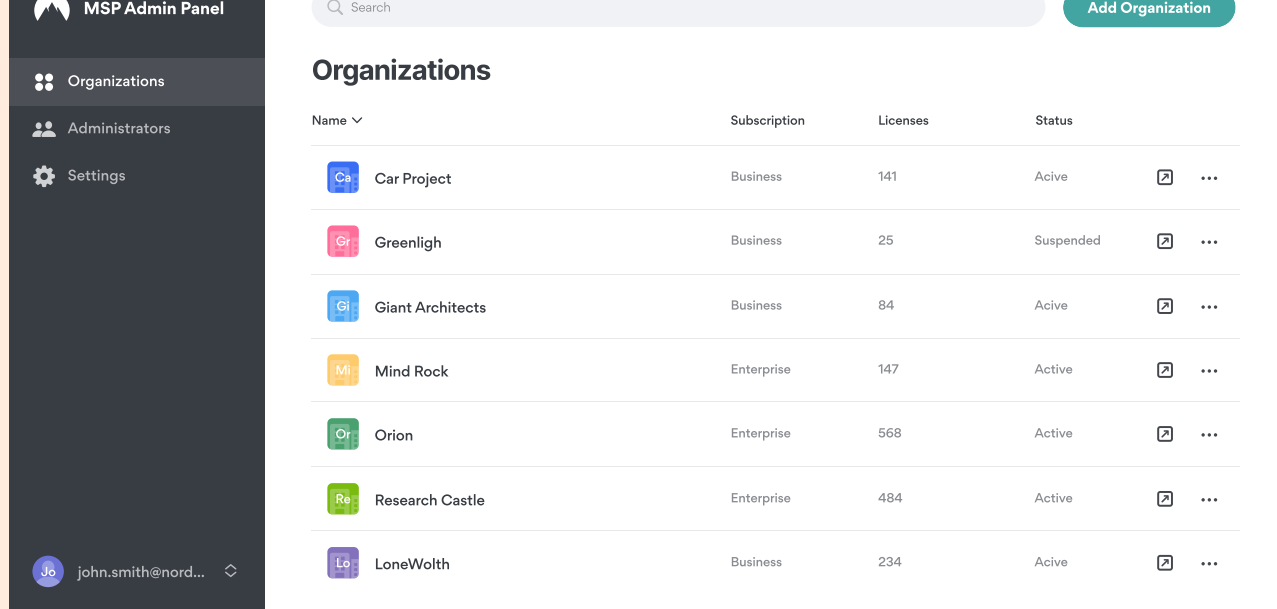 MSP Admin Panel
Search
Add Organization
Organizations
Administrators
Settings
Organizations
Name Subscription Licenses Status
Ca Car Project Business 141 Acive
Gr Greenligh Business 25 Suspended
Gi Giant Architects Business 84 Acive
Mi Mind Rock Enterprise 147 Active
Or Orion Enterprise 568 Active
Re Research Castle Enterprise 484 Active
Lo LoneWolth Business 234 Acive
Jo john.smith@nord...